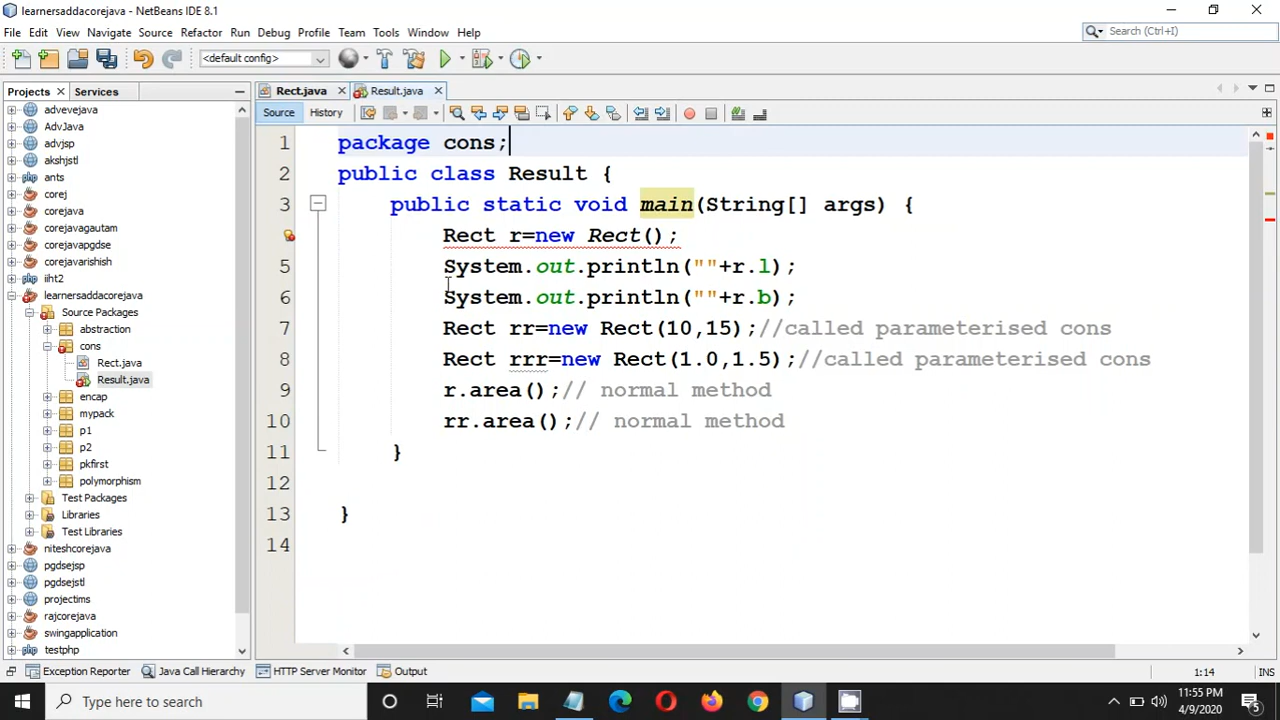 learnersaddacorejava - NetBeans IDE 8.1
File Edit View Navigate Source Refactor Run Debug Profile Team Tools Window Help
Search (Ctrl+I)
<default config>
Projects Services
Rect.java Result.java
Source History
advevejava
AdvJava
advjsp
akshjstl
ants
corej
corejava
corejavagautam
corejavapgdse
corejavarishish
iiht2
learnersaddacorejava
Source Packages
abstraction
cons
Rect.java
Result.java
encap
mypack
p1
p2
pkfirst
polymorphism
Test Packages
Libraries
Test Libraries
niteshcorejava
pgdsejsp
pgdsejstl
projectims
rajcorejava
swingapplication
testphp
1 package cons;
2 public class Result {
3 public static void main(String[] args) {
Rect r=new Rect();
5 System.out.println(""+r.l);
6 System.out.println(""+r.b);
7 Rect rr=new Rect(10,15);//called parameterised cons
8 Rect rrr=new Rect(1.0,1.5);//called parameterised cons
9 r.area();// normal method
10 rr.area();// normal method
11 }
12
13 }
14
Exception Reporter Java Call Hierarchy HTTP Server Monitor Output
1:14 INS
Type here to search
11:55 PM
4/9/2020
5